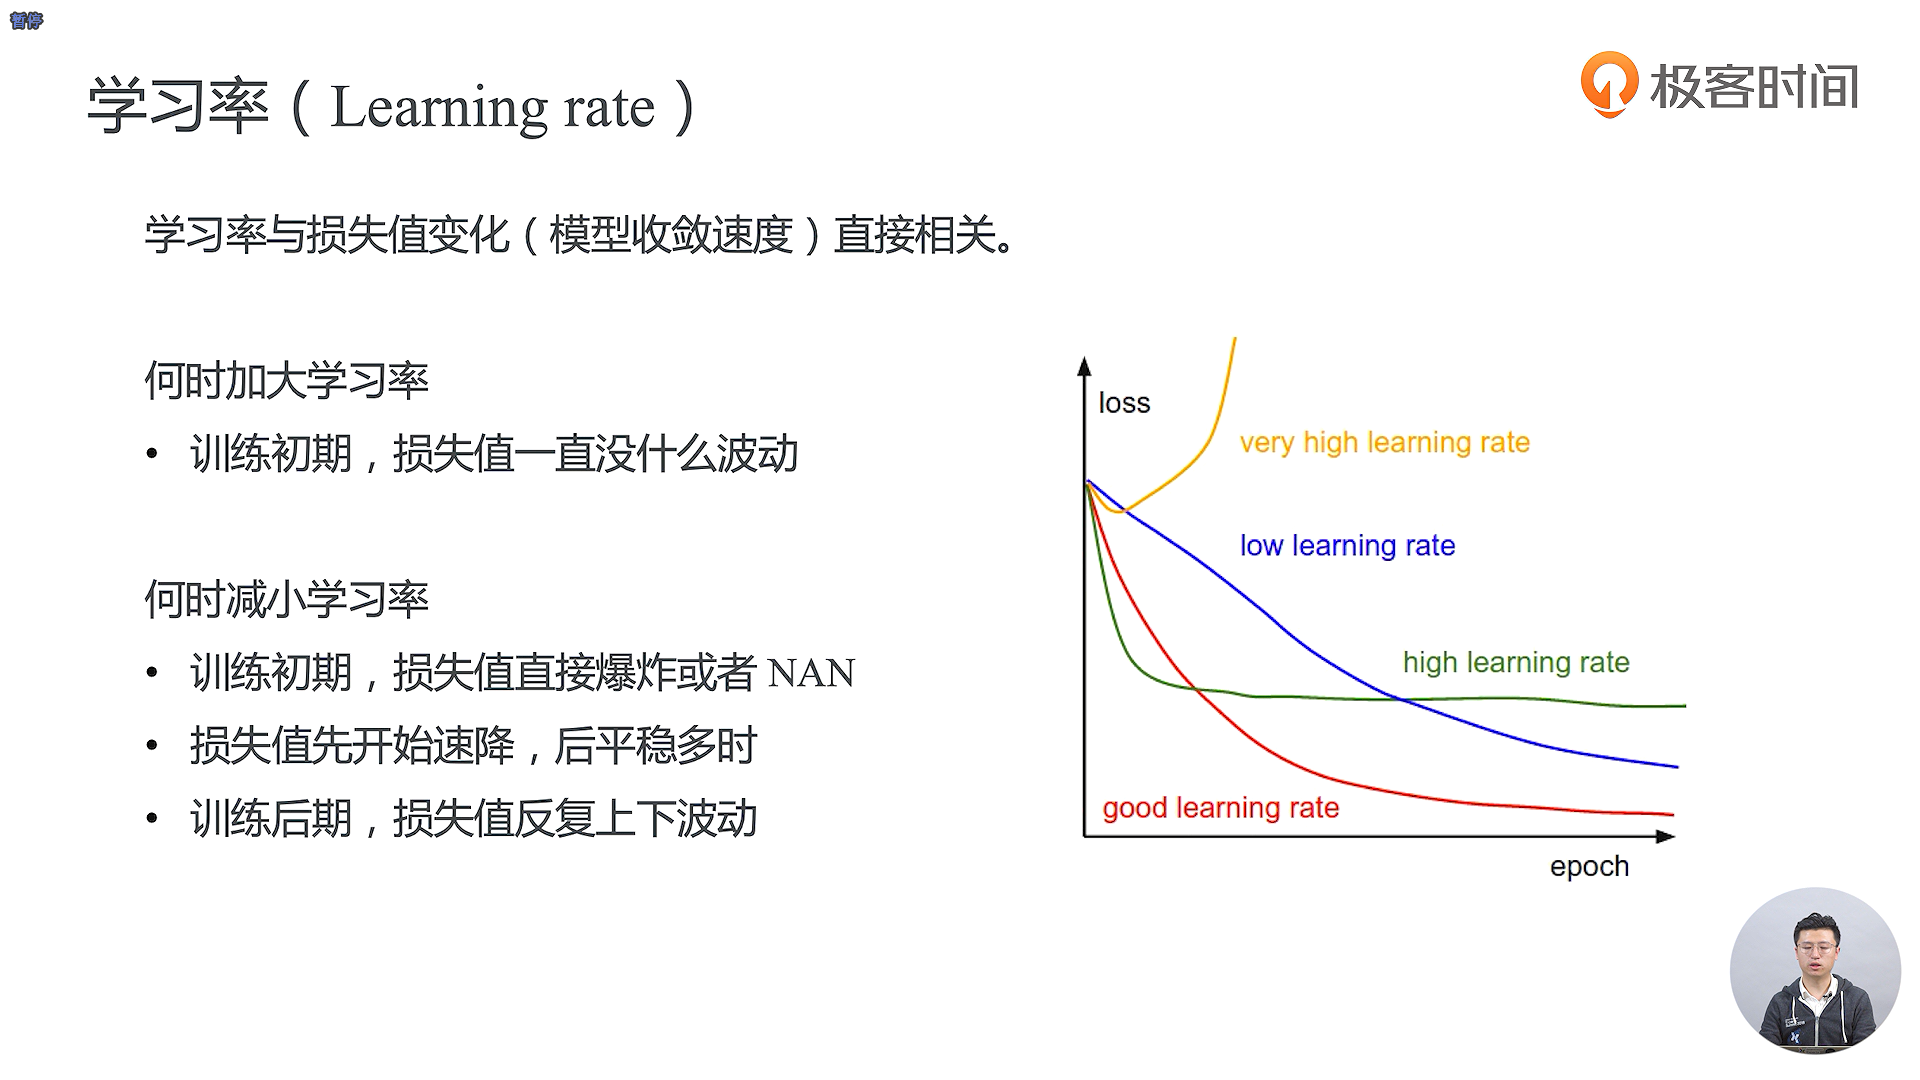 暂停
学习率（Learning rate）
极客时间
学习率与损失值变化（模型收敛速度）直接相关。
何时加大学习率
• 训练初期，损失值一直没什么波动
何时减小学习率
• 训练初期，损失值直接爆炸或者 NAN
• 损失值先开始速降，后平稳多时
• 训练后期，损失值反复上下波动
loss
very high learning rate
low learning rate
high learning rate
good learning rate
epoch